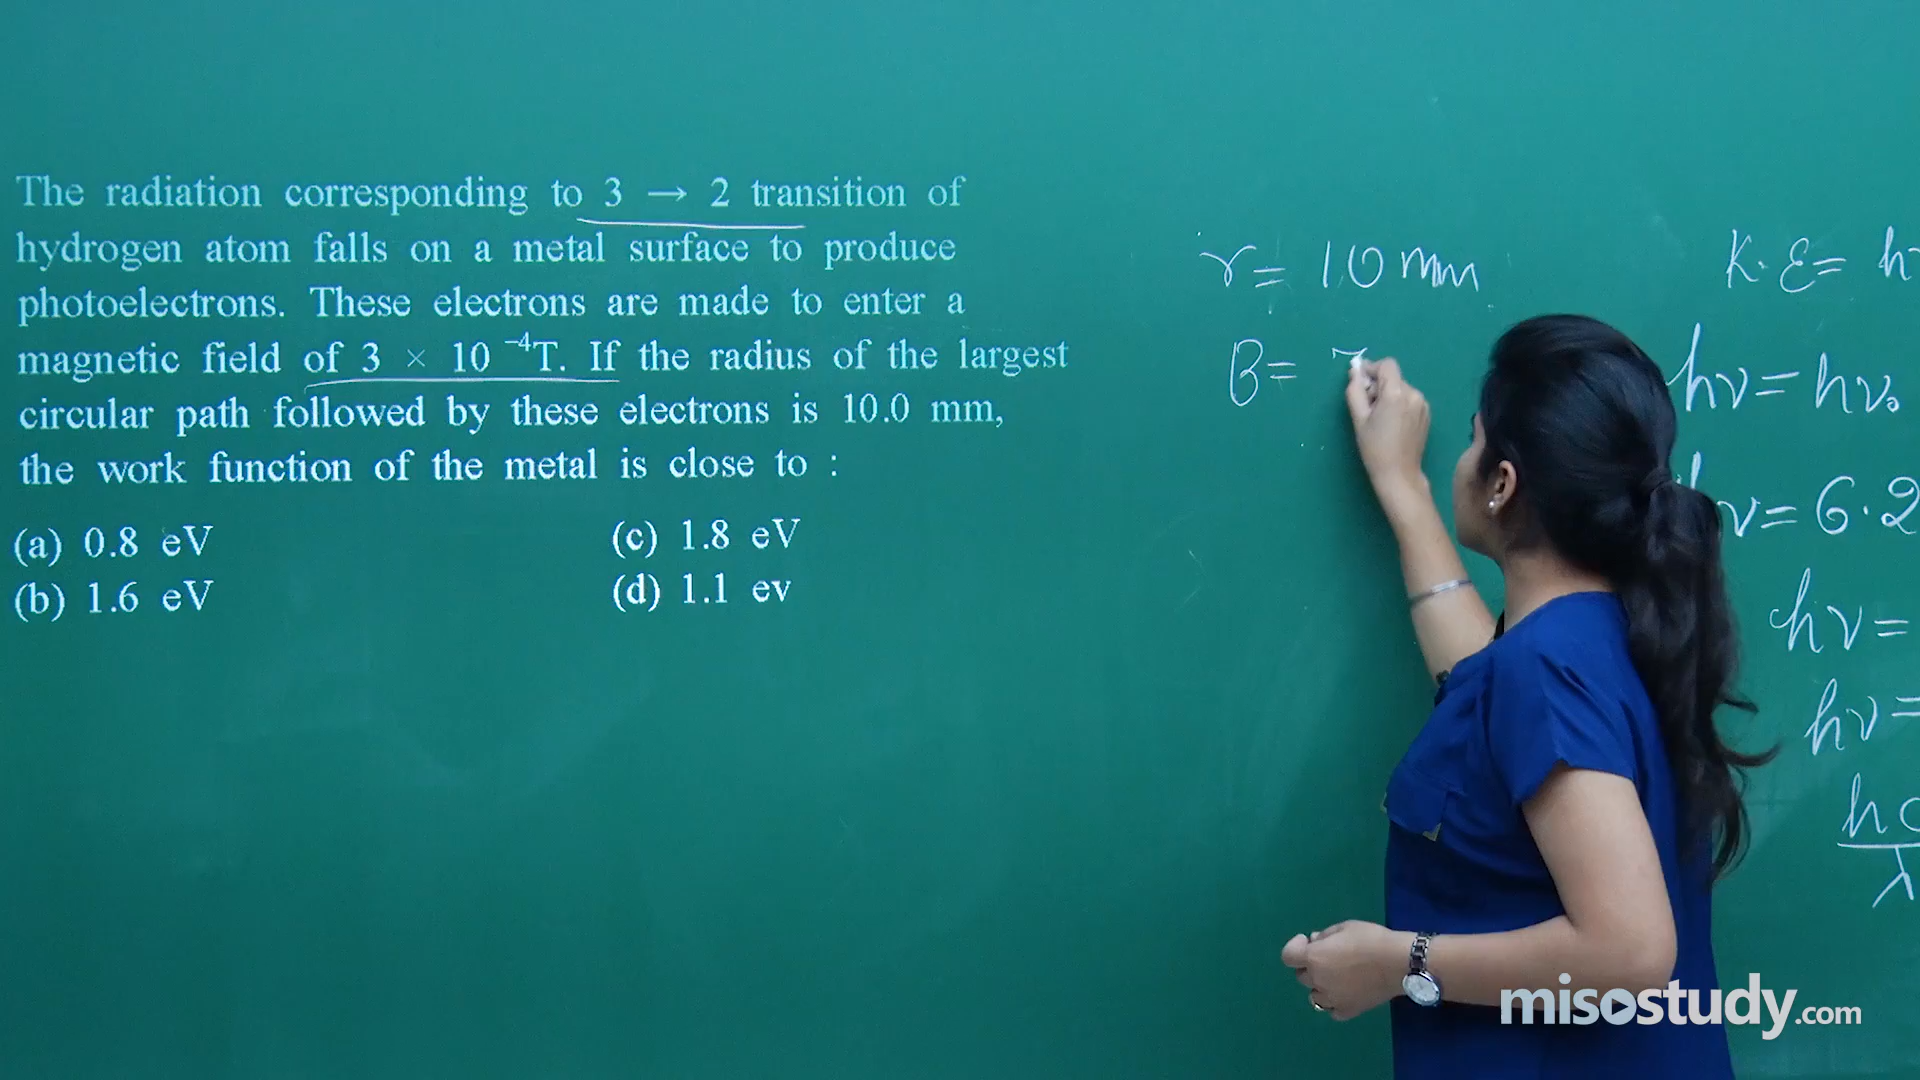 The radiation corresponding to 3 → 2 transition of
hydrogen atom falls on a metal surface to produce
photoelectrons. These electrons are made to enter a
magnetic field of 3 × 10 ⁻⁴T. If the radius of the largest
circular path followed by these electrons is 10.0 mm,
the work function of the metal is close to :
(a) 0.8 eV
(c) 1.8 eV
(b) 1.6 eV
(d) 1.1 ev
r = 10 mm
B =
K.E =
hν = hν₀
ν = 6.2
hν =
hν =
hc
λ
misostudy.com